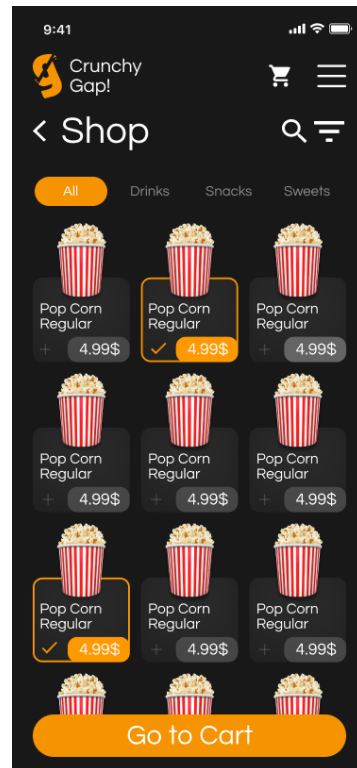 9:41
Crunchy
Gap!
< Shop
All Drinks Snacks Sweets
Pop Corn
Regular
+ 4.99$
Pop Corn
Regular
4.99$
Pop Corn
Regular
+ 4.99$
Pop Corn
Regular
+ 4.99$
Pop Corn
Regular
+ 4.99$
Pop Corn
Regular
+ 4.99$
Pop Corn
Regular
4.99$
Pop Corn
Regular
+ 4.99$
Pop Corn
Regular
+ 4.99$
Go to Cart